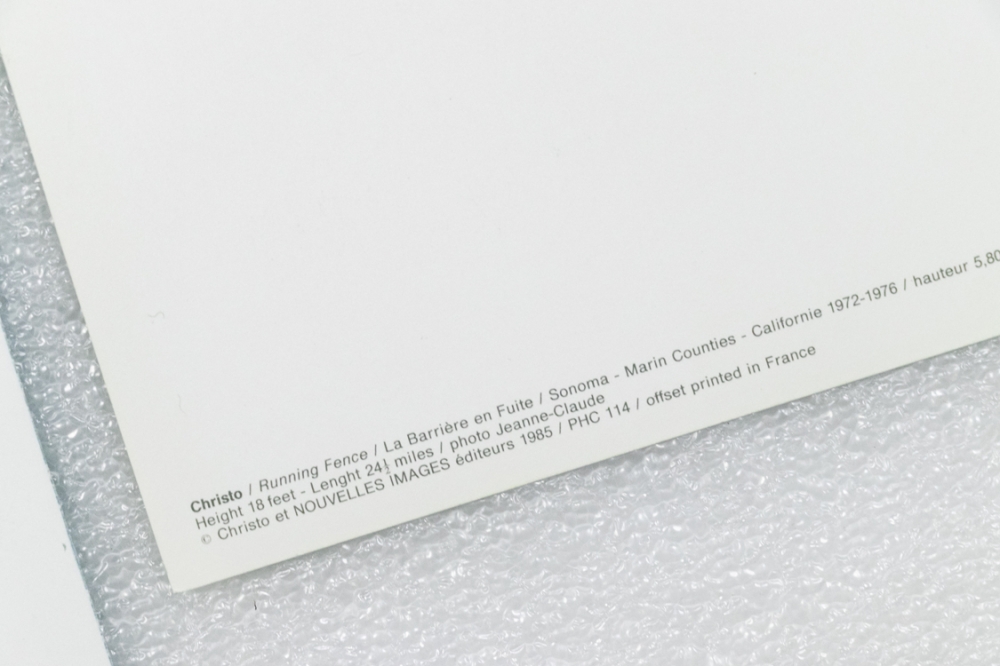 Christo / Running Fence / La Barrière en Fuite / Sonoma - Marin Counties - Californie 1972-1976 / hauteur 5,80
Height 18 feet - Lenght 24½ miles / photo Jeanne-Claude
© Christo et NOUVELLES IMAGES éditeurs 1985 / PHC 114 / offset printed in France